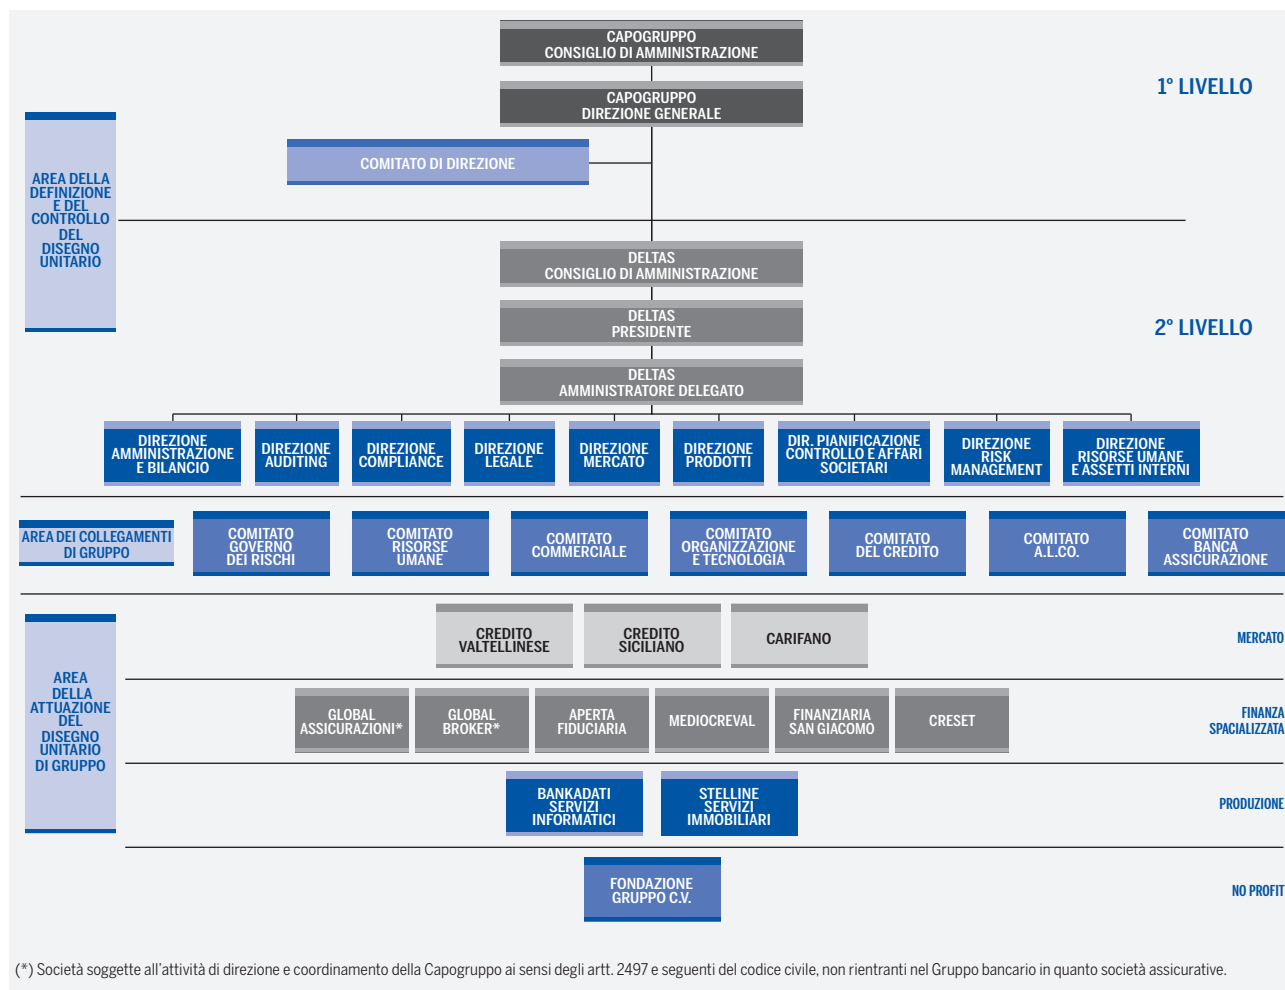 CAPOGRUPPO
CONSIGLIO DI AMMINISTRAZIONE
1° LIVELLO
CAPOGRUPPO
DIREZIONE GENERALE
COMITATO DI DIREZIONE
AREA DELLA
DEFINIZIONE
E DEL
CONTROLLO
DEL
DISEGNO
UNITARIO
DELTAS
CONSIGLIO DI AMMINISTRAZIONE
DELTAS
PRESIDENTE
2° LIVELLO
DELTAS
AMMINISTRATORE DELEGATO
DIREZIONE
AMMINISTRAZIONE
E BILANCIO
DIREZIONE
AUDITING
DIREZIONE
COMPLIANCE
DIREZIONE
LEGALE
DIREZIONE
MERCATO
DIREZIONE
PRODOTTI
DIR. PIANIFICAZIONE
CONTROLLO E AFFARI
SOCIETARI
DIREZIONE
RISK
MANAGEMENT
DIREZIONE
RISORSE UMANE
E ASSETTI INTERNI
AREA DEI COLLEGAMENTI
DI GRUPPO
COMITATO
GOVERNO
DEI RISCHI
COMITATO
RISORSE
UMANE
COMITATO
COMMERCIALE
COMITATO
ORGANIZZAZIONE
E TECNOLOGIA
COMITATO
DEL CREDITO
COMITATO
A.L.CO.
COMITATO
BANCA
ASSICURAZIONE
AREA
DELLA
ATTUAZIONE
DEL
DISEGNO
UNITARIO
DI GRUPPO
CREDITO
VALTELLINESE
CREDITO
SICILIANO
CARIFANO
MERCATO
GLOBAL
ASSICURAZIONI*
GLOBAL
BROKER*
APERTA
FIDUCIARIA
MEDIOCREVAL
FINANZIARIA
SAN GIACOMO
CRESET
FINANZA
SPACIALIZZATA
BANKADATI
SERVIZI
INFORMATICI
STELLINE
SERVIZI
IMMOBILIARI
PRODUZIONE
FONDAZIONE
GRUPPO C.V.
NO PROFIT
(*) Società soggette all'attività di direzione e coordinamento della Capogruppo ai sensi degli artt. 2497 e seguenti del codice civile, non rientranti nel Gruppo bancario in quanto società assicurative.